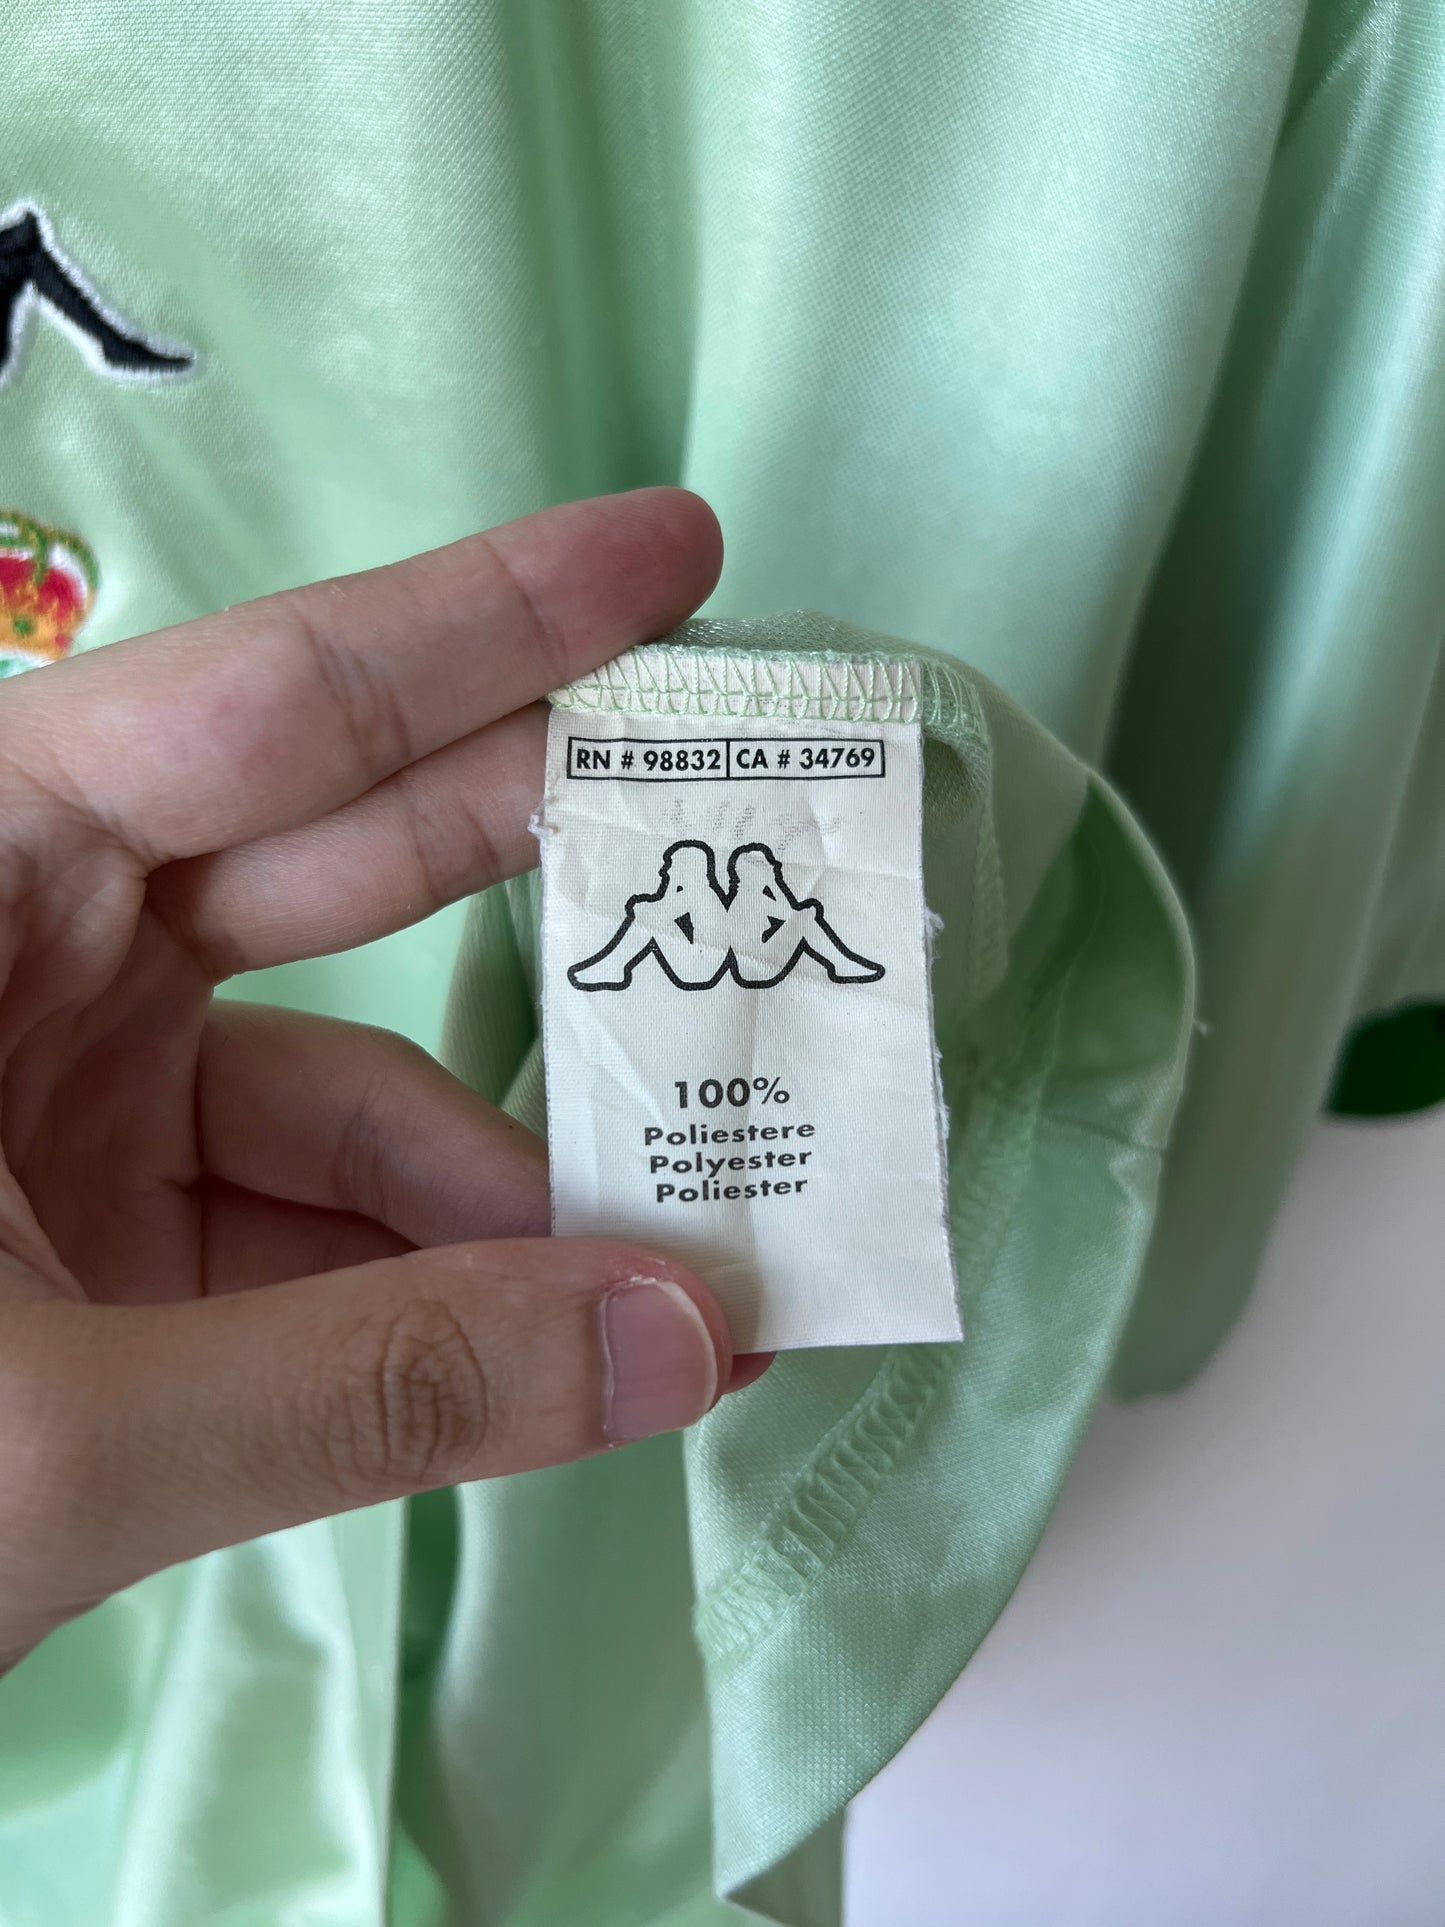 RN # 98832 CA # 34769
100%
Poliestere
Polyester
Poliester